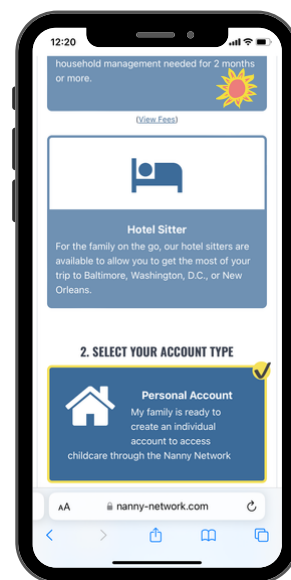 12:20
household management needed for 2 months
or more.
(View Fees)
Hotel Sitter
For the family on the go, our hotel sitters are
available to allow you to get the most of your
trip to Baltimore, Washington, D.C., or New
Orleans.
2. SELECT YOUR ACCOUNT TYPE
Personal Account
My family is ready to
create an individual
account to access
childcare through the Nanny Network
AA nanny-network.com